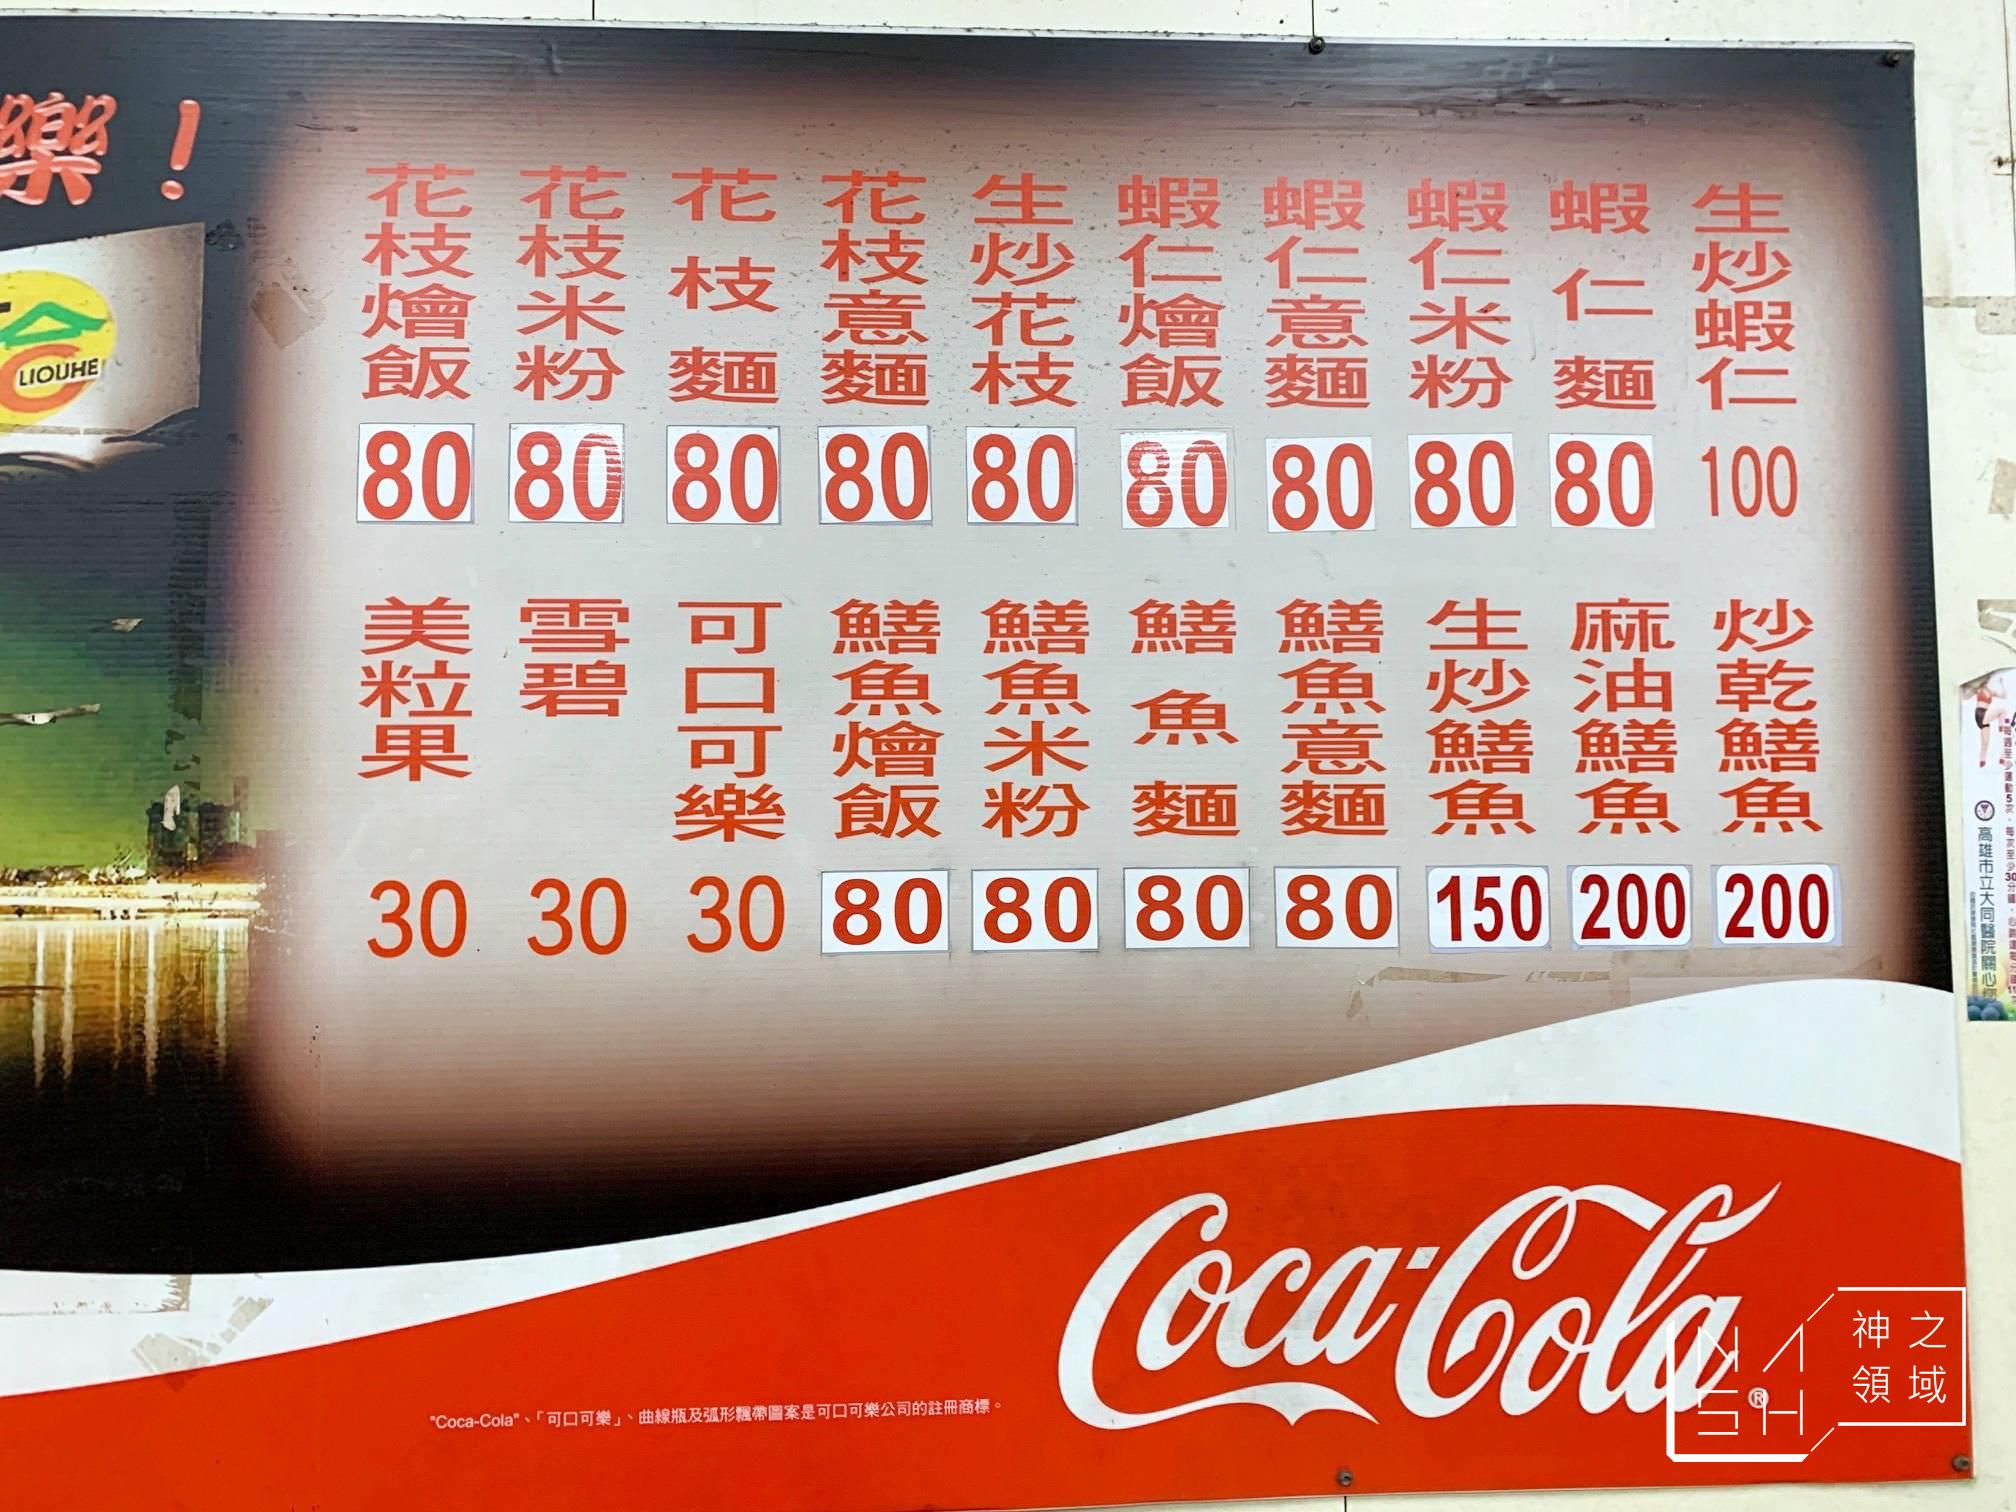 樂！
LIOUHE
生炒蝦仁 100
蝦仁麵 80
蝦仁米粉 80
蝦仁意麵 80
蝦仁燴飯 80
生炒花枝 80
花枝意麵 80
花枝麵 80
花枝米粉 80
花枝燴飯 80
炒乾鱔魚 200
麻油鱔魚 200
生炒鱔魚 150
鱔魚意麵 80
鱔魚麵 80
鱔魚米粉 80
鱔魚燴飯 80
可口可樂 30
雪碧 30
美粒果 30
高雄市立大同醫院關心您
Coca-Cola®
"Coca-Cola"、「可口可樂」、曲線瓶及弧形飄帶圖案是可口可樂公司的註冊商標。
NASH
神之領域